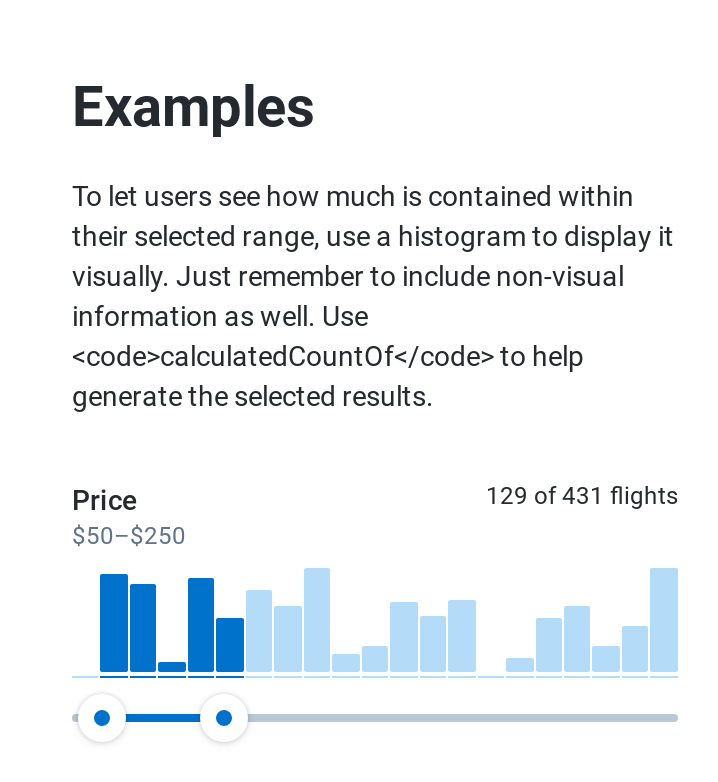 Examples
To let users see how much is contained within
their selected range, use a histogram to display it
visually. Just remember to include non-visual
information as well. Use
<code>calculatedCountOf</code> to help
generate the selected results.
Price
129 of 431 flights
$50–$250